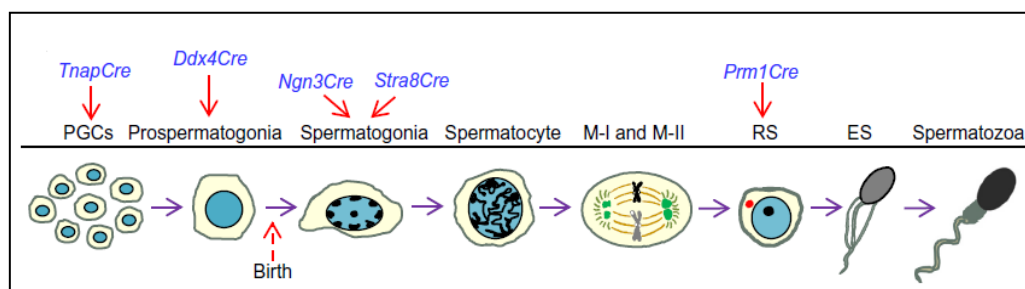 TnapCre Ddx4Cre Ngn3Cre Stra8Cre Prm1Cre
PGCs Prospermatogonia Spermatogonia Spermatocyte M-I and M-II RS ES Spermatozoa
Birth